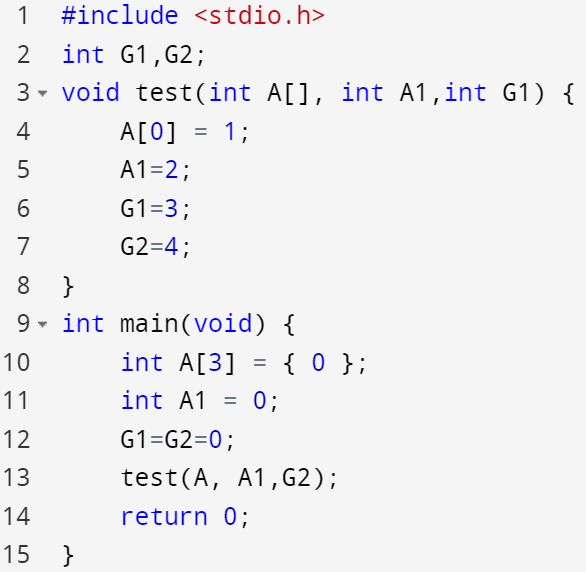 1 #include <stdio.h>
2 int G1,G2;
3 void test(int A[], int A1,int G1) {
4     A[0] = 1;
5     A1=2;
6     G1=3;
7     G2=4;
8 }
9 int main(void) {
10     int A[3] = { 0 };
11     int A1 = 0;
12     G1=G2=0;
13     test(A, A1,G2);
14     return 0;
15 }